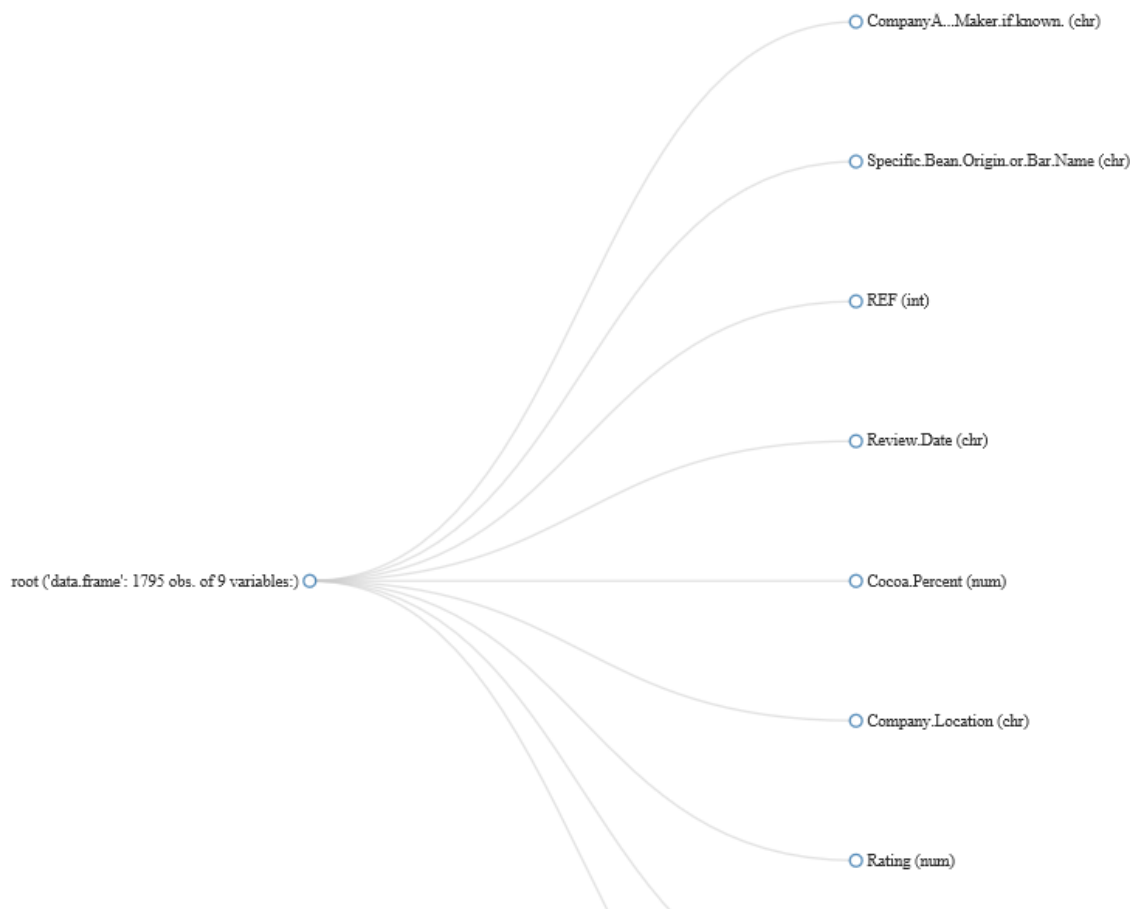 CompanyÂ...Maker.if.known. (chr)
Specific.Bean.Origin.or.Bar.Name (chr)
REF (int)
Review.Date (chr)
root ('data.frame': 1795 obs. of 9 variables:)
Cocoa.Percent (num)
Company.Location (chr)
Rating (num)